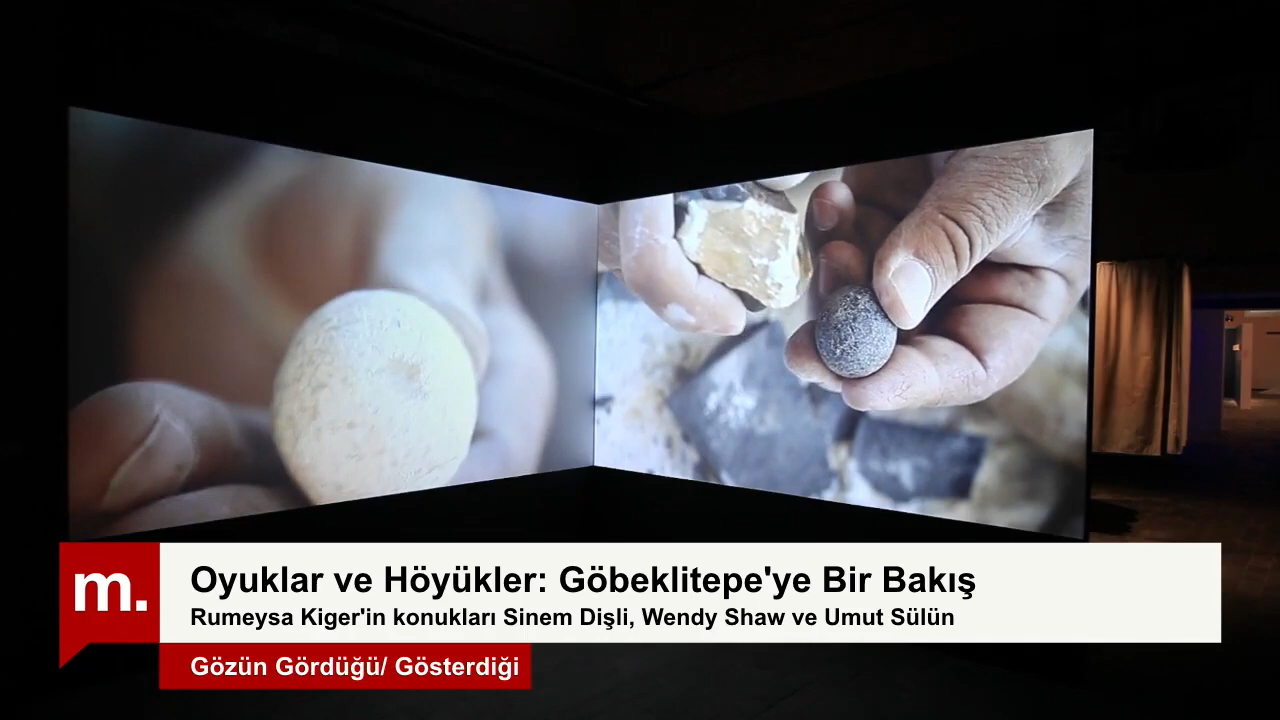 m.
Oyuklar ve Höyükler: Göbeklitepe'ye Bir Bakış
Rumeysa Kiger'in konukları Sinem Dişli, Wendy Shaw ve Umut Sülün
Gözün Gördüğü/ Gösterdiği